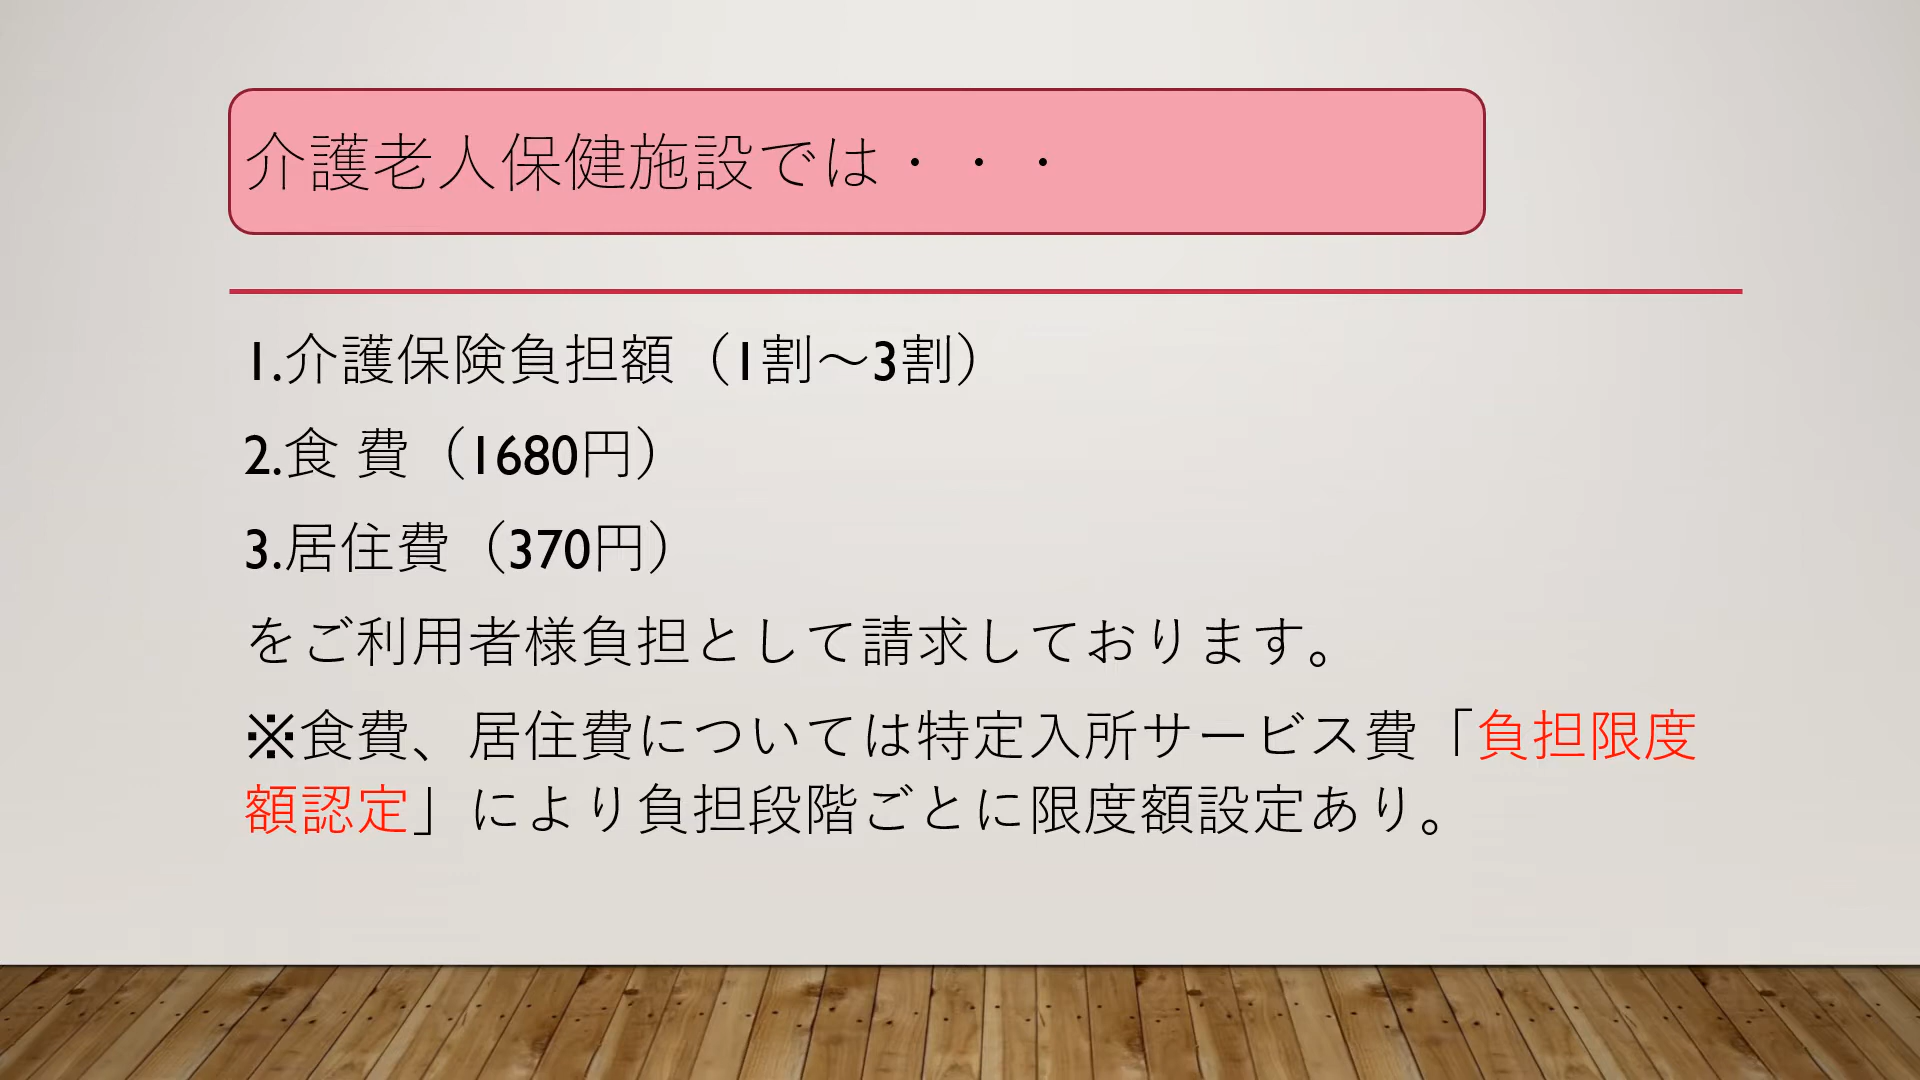 介護老人保健施設では・・・
1.介護保険負担額（1割～3割）
2.食 費（1680円）
3.居住費（370円）
をご利用者様負担として請求しております。
※食費、居住費については特定入所サービス費「負担限度
額認定」により負担段階ごとに限度額設定あり。